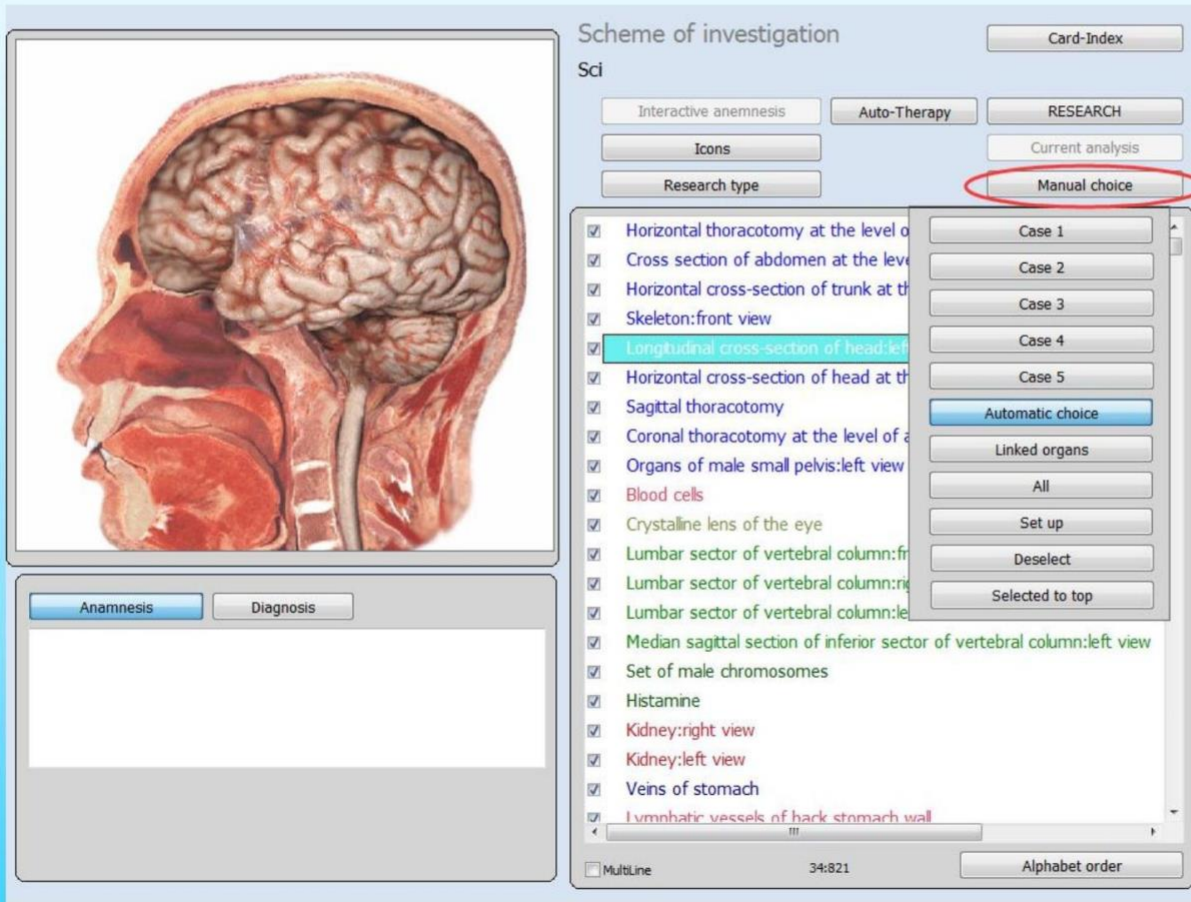 Scheme of investigation
Card-Index
Sci
Interactive anemnesis
Auto-Therapy
RESEARCH
Icons
Current analysis
Research type
Manual choice
Horizontal thoracotomy at the level o
Case 1
Cross section of abdomen at the leve
Case 2
Horizontal cross-section of trunk at th
Case 3
Skeleton:front view
Longitudinal cross-section of head:left
Case 4
Horizontal cross-section of head at th
Case 5
Sagittal thoracotomy
Automatic choice
Coronal thoracotomy at the level of a
Linked organs
Organs of male small pelvis:left view
All
Blood cells
Crystalline lens of the eye
Set up
Lumbar sector of vertebral column:fr
Deselect
Lumbar sector of vertebral column:rig
Selected to top
Lumbar sector of vertebral column:le
Median sagittal section of inferior sector of vertebral column:left view
Set of male chromosomes
Histamine
Kidney:right view
Kidney:left view
Veins of stomach
Lymphatic vessels of back stomach wall
MultiLine
34:821
Alphabet order
Anamnesis
Diagnosis